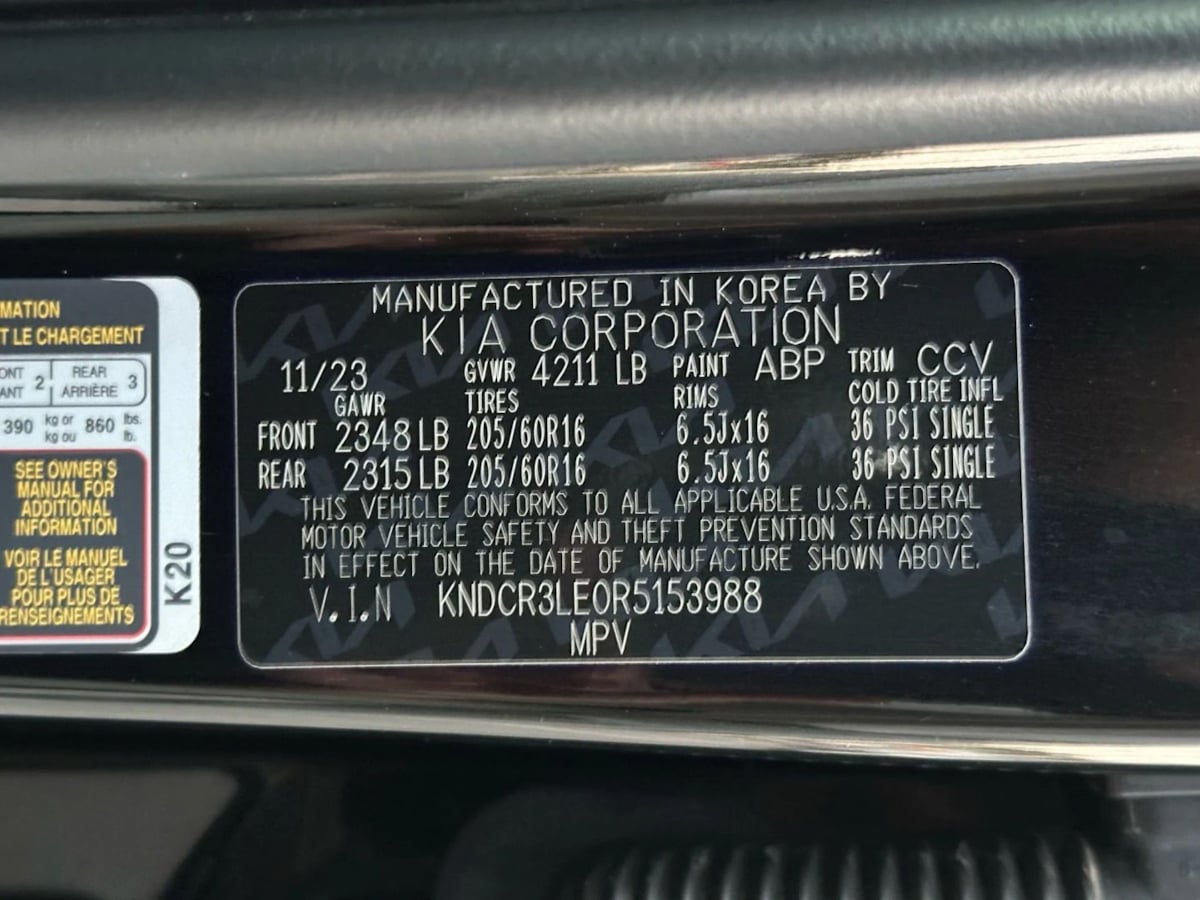 MATION
T LE CHARGEMENT
ONT 2 REAR 3
ANT ARRIÈRE
390 kg or 860 lbs.
kg ou lb.
SEE OWNER'S
MANUAL FOR
ADDITIONAL
INFORMATION
VOIR LE MANUEL
DE L'USAGER
POUR PLUS DE
RENSEIGNEMENTS
K20
MANUFACTURED IN KOREA BY
KIA CORPORATION
11/23 GVWR 4211 LB PAINT ABP TRIM CCV
GAWR TIRES RIMS COLD TIRE INFL
FRONT 2348 LB 205/60R16 6.5Jx16 36 PSI SINGLE
REAR 2315 LB 205/60R16 6.5Jx16 36 PSI SINGLE
THIS VEHICLE CONFORMS TO ALL APPLICABLE U.S.A. FEDERAL
MOTOR VEHICLE SAFETY AND THEFT PREVENTION STANDARDS
IN EFFECT ON THE DATE OF MANUFACTURE SHOWN ABOVE.
V.I.N KNDCR3LE0R5153988
MPV